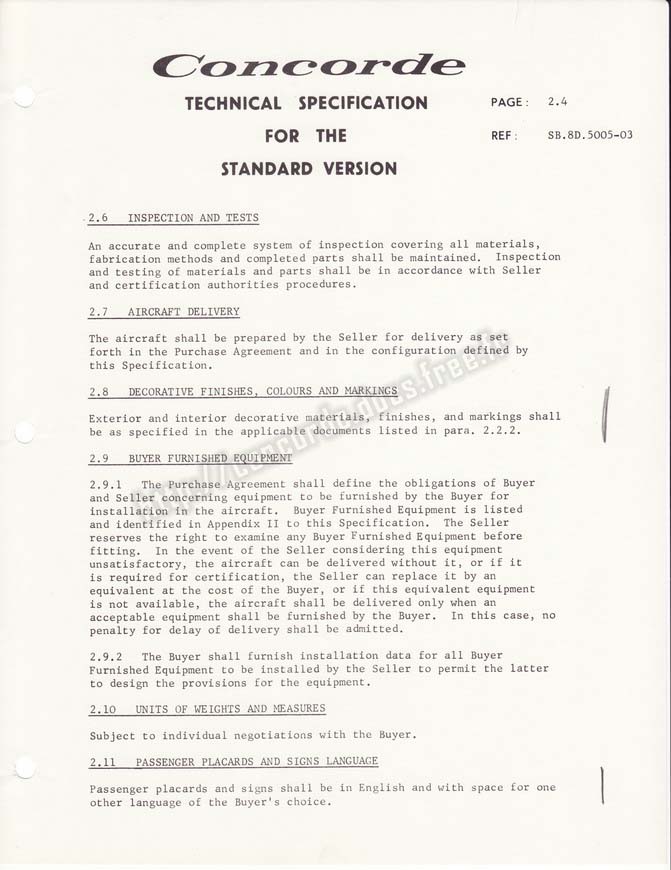 Concorde
TECHNICAL SPECIFICATION
FOR THE
STANDARD VERSION
PAGE: 2.4
REF: SB.8D.5005-03
2.6 INSPECTION AND TESTS
An accurate and complete system of inspection covering all materials,
fabrication methods and completed parts shall be maintained. Inspection
and testing of materials and parts shall be in accordance with Seller
and certification authorities procedures.
2.7 AIRCRAFT DELIVERY
The aircraft shall be prepared by the Seller for delivery as set
forth in the Purchase Agreement and in the configuration defined by
this Specification.
2.8 DECORATIVE FINISHES, COLOURS AND MARKINGS
Exterior and interior decorative materials, finishes, and markings shall
be as specified in the applicable documents listed in para. 2.2.2.
2.9 BUYER FURNISHED EQUIPMENT
2.9.1 The Purchase Agreement shall define the obligations of Buyer
and Seller concerning equipment to be furnished by the Buyer for
installation in the aircraft. Buyer Furnished Equipment is listed
and identified in Appendix II to this Specification. The Seller
reserves the right to examine any Buyer Furnished Equipment before
fitting. In the event of the Seller considering this equipment
unsatisfactory, the aircraft can be delivered without it, or if it
is required for certification, the Seller can replace it by an
equivalent at the cost of the Buyer, or if this equivalent equipment
is not available, the aircraft shall be delivered only when an
acceptable equipment shall be furnished by the Buyer. In this case, no
penalty for delay of delivery shall be admitted.
2.9.2 The Buyer shall furnish installation data for all Buyer
Furnished Equipment to be installed by the Seller to permit the latter
to design the provisions for the equipment.
2.10 UNITS OF WEIGHTS AND MEASURES
Subject to individual negotiations with the Buyer.
2.11 PASSENGER PLACARDS AND SIGNS LANGUAGE
Passenger placards and signs shall be in English and with space for one
other language of the Buyer's choice.
http://concorde.docs.free.fr